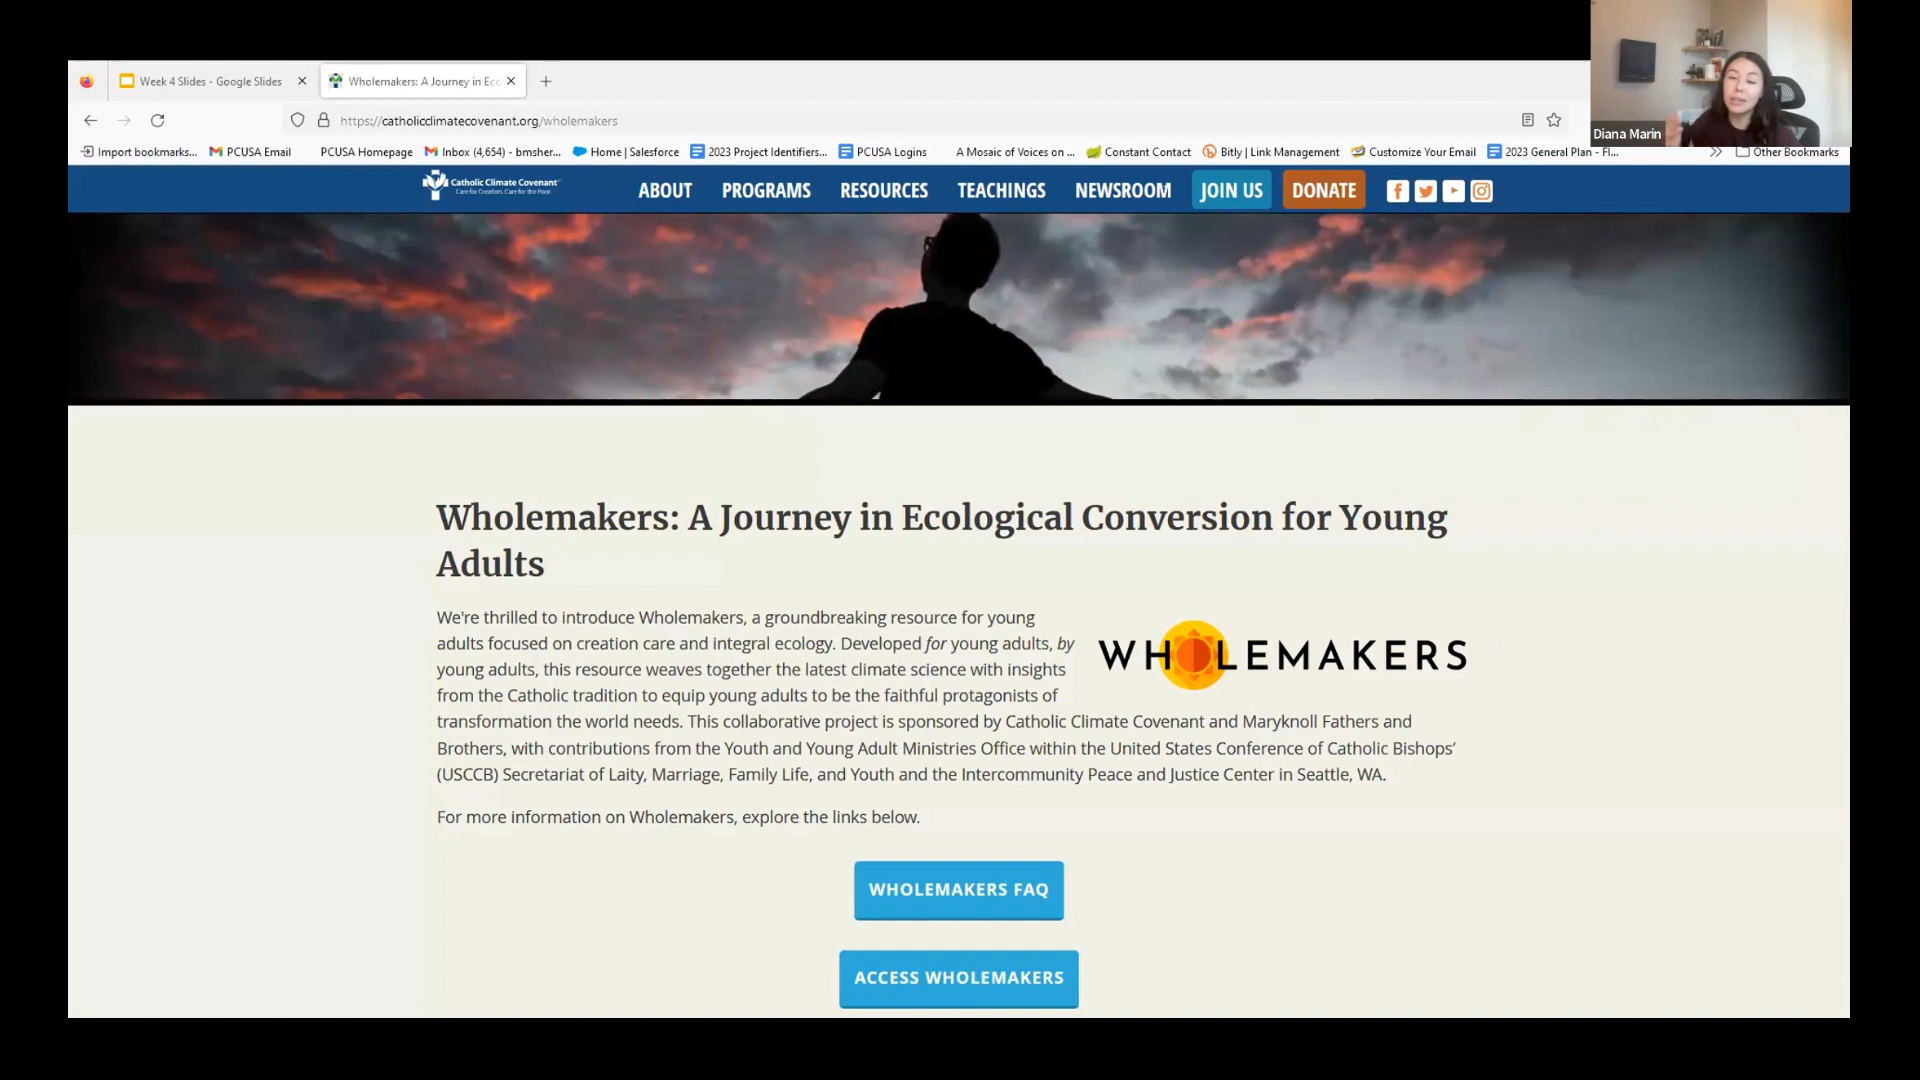 Diana Marin
Week 4 Slides - Google Slides
Wholemakers: A Journey in Eco
https://catholicclimatecovenant.org/wholemakers
Import bookmarks... PCUSA Email PCUSA Homepage Inbox (4,654) - bmsher... Home | Salesforce 2023 Project Identifiers... PCUSA Logins A Mosaic of Voices on ... Constant Contact Bitly | Link Management Customize Your Email 2023 General Plan - Fl... Other Bookmarks
Catholic Climate Covenant
Care for Creation. Care for the Poor.
ABOUT PROGRAMS RESOURCES TEACHINGS NEWSROOM JOIN US DONATE
Wholemakers: A Journey in Ecological Conversion for Young
Adults
We're thrilled to introduce Wholemakers, a groundbreaking resource for young
adults focused on creation care and integral ecology. Developed for young adults, by
young adults, this resource weaves together the latest climate science with insights
from the Catholic tradition to equip young adults to be the faithful protagonists of
transformation the world needs. This collaborative project is sponsored by Catholic Climate Covenant and Maryknoll Fathers and
Brothers, with contributions from the Youth and Young Adult Ministries Office within the United States Conference of Catholic Bishops'
(USCCB) Secretariat of Laity, Marriage, Family Life, and Youth and the Intercommunity Peace and Justice Center in Seattle, WA.
WHOLEMAKERS
For more information on Wholemakers, explore the links below.
WHOLEMAKERS FAQ
ACCESS WHOLEMAKERS